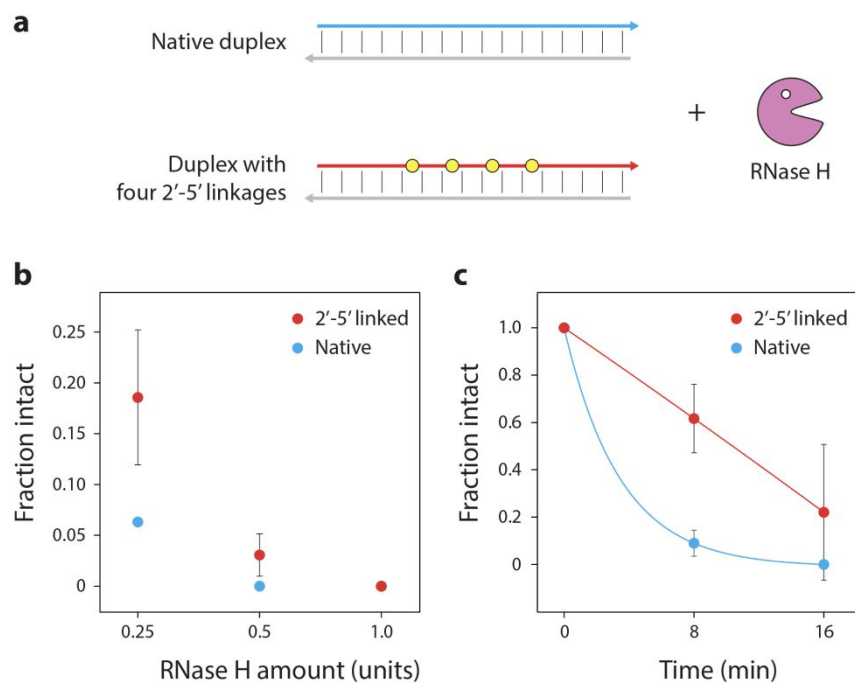 a
Native duplex
Duplex with
four 2’-5’ linkages
+
RNase H
b
2’-5’ linked
Native
Fraction intact
0.25
0.20
0.15
0.10
0.05
0
0.25
0.5
1.0
RNase H amount (units)
c
2’-5’ linked
Native
Fraction intact
1.0
0.8
0.6
0.4
0.2
0
0
8
16
Time (min)